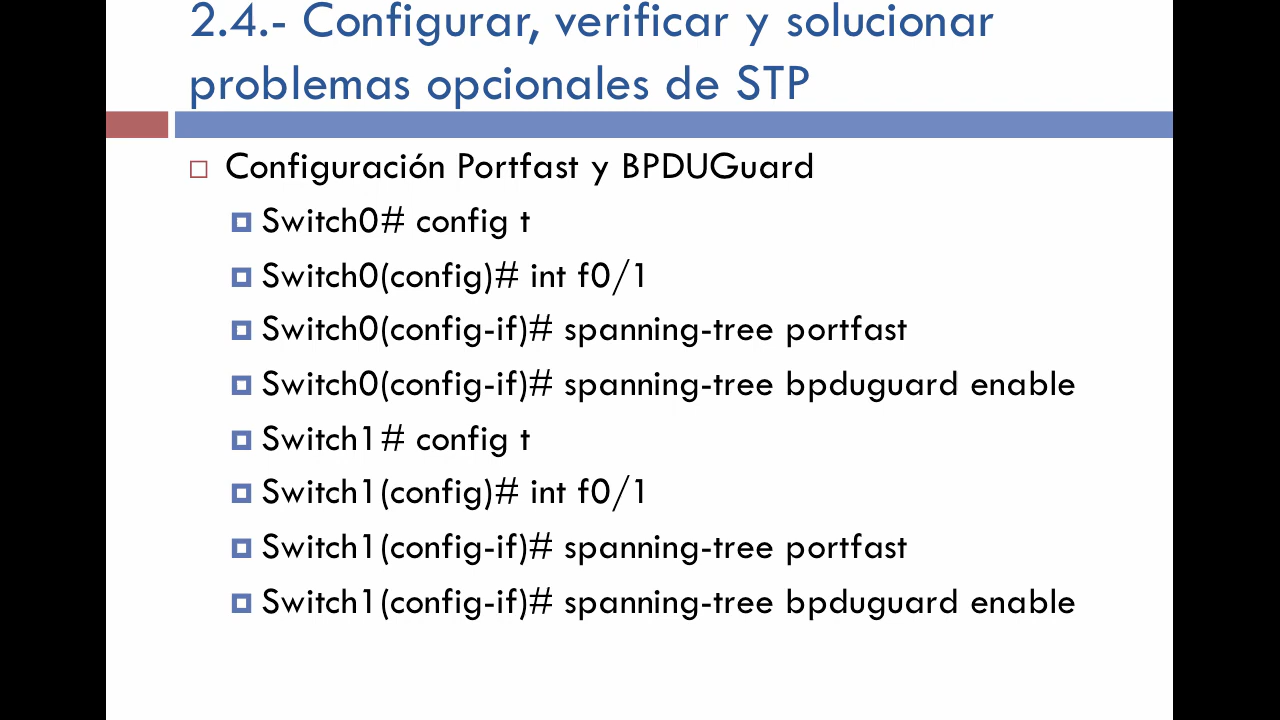 2.4.- Configurar, verificar y solucionar
problemas opcionales de STP
Configuración Portfast y BPDUGuard
Switch0# config t
Switch0(config)# int f0/1
Switch0(config-if)# spanning-tree portfast
Switch0(config-if)# spanning-tree bpduguard enable
Switch1# config t
Switch1(config)# int f0/1
Switch1(config-if)# spanning-tree portfast
Switch1(config-if)# spanning-tree bpduguard enable